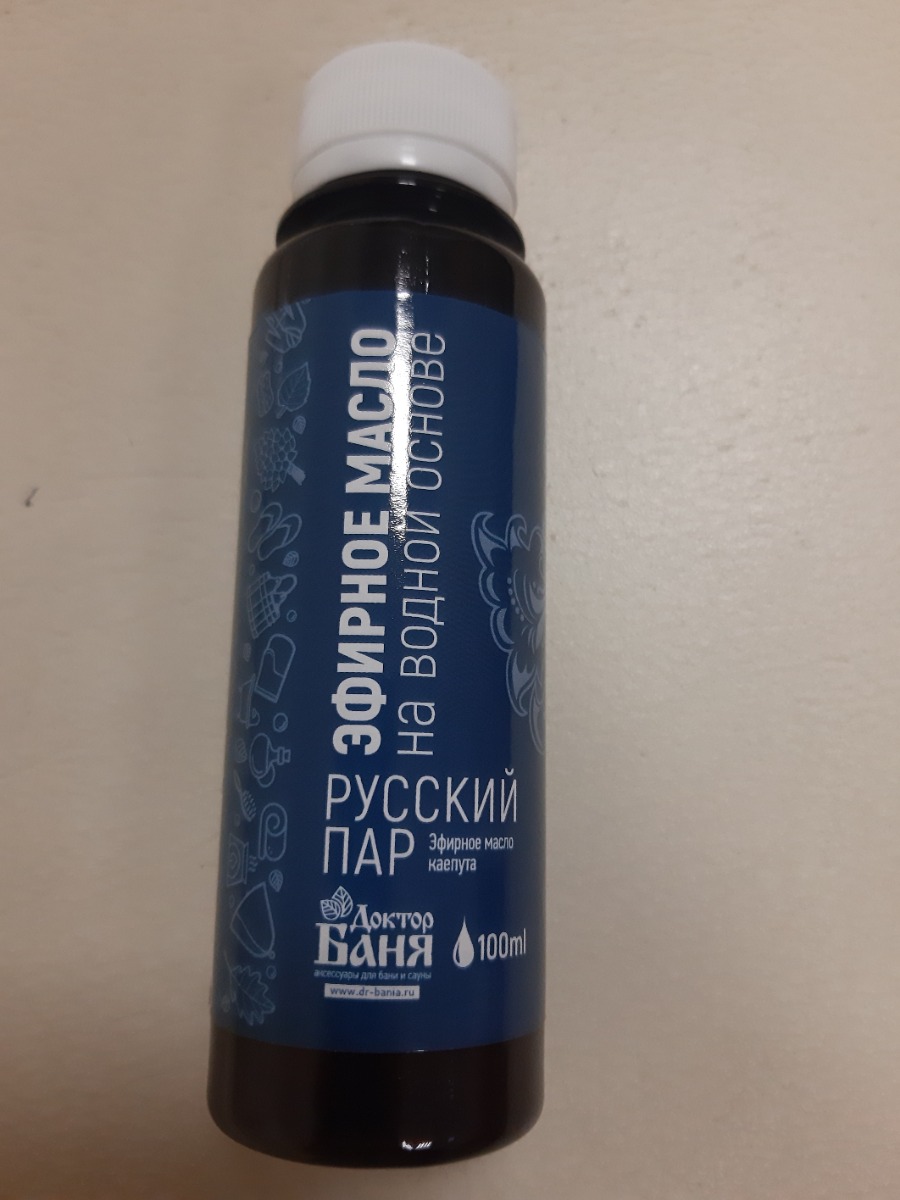 ЭФИРНОЕ МАСЛО
на водной основе
РУССКИЙ
ПАР
Эфирное масло
каепута
Доктор
Баня
аксессуары для бани и сауны
www.dr-bania.ru
100ml